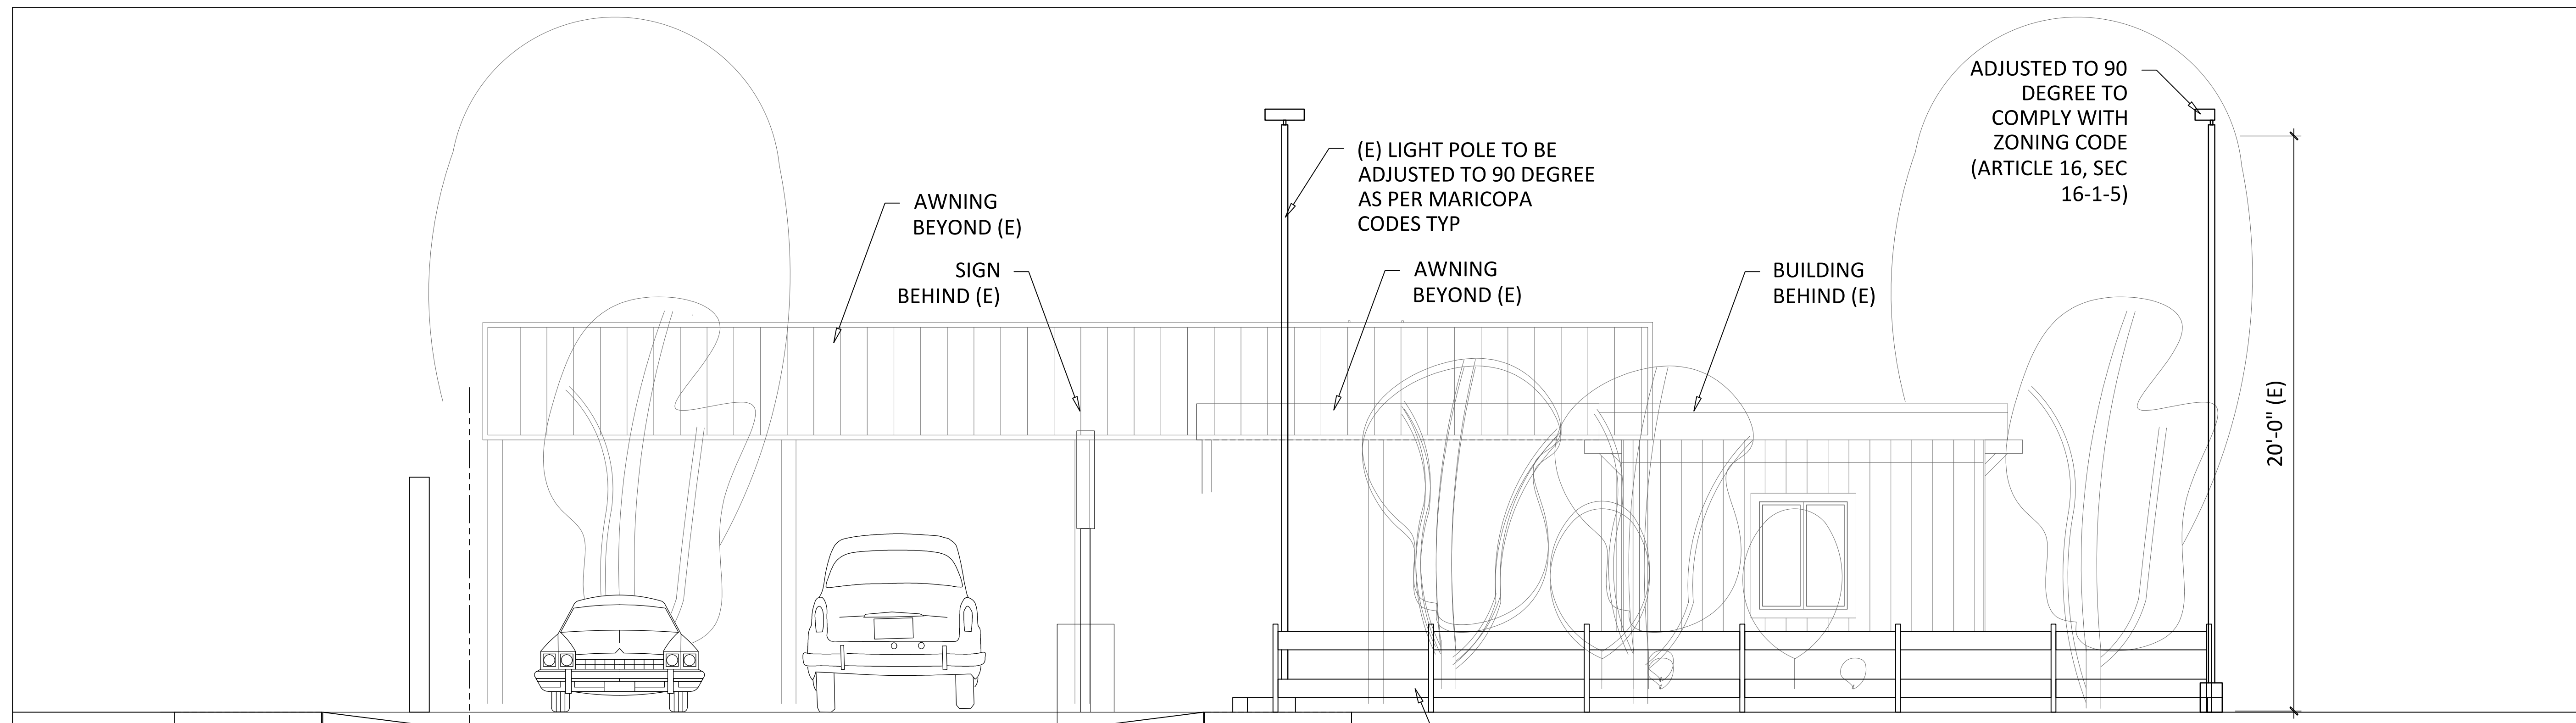 AWNING
BEYOND (E)
SIGN
BEHIND (E)
(E) LIGHT POLE TO BE
ADJUSTED TO 90 DEGREE
AS PER MARICOPA
CODES TYP
AWNING
BEYOND (E)
BUILDING
BEHIND (E)
ADJUSTED TO 90
DEGREE TO
COMPLY WITH
ZONING CODE
(ARTICLE 16, SEC
16-1-5)
20'-0" (E)